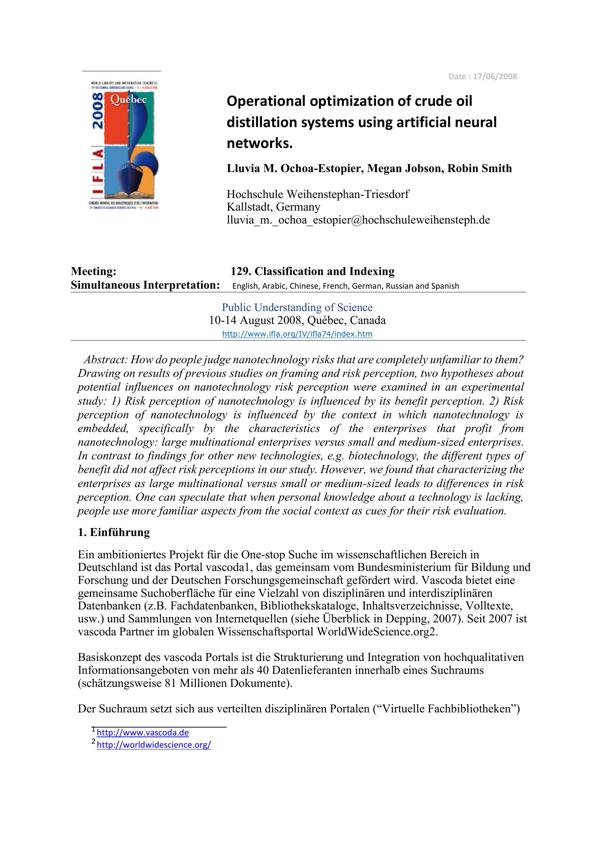 Date : 17/06/2008
WORLD LIBRARY AND INFORMATION CONGRESS:
2008
Québec
IFLA
Operational optimization of crude oil
distillation systems using artificial neural
networks.
Lluvia M. Ochoa-Estopier, Megan Jobson, Robin Smith
Hochschule Weihenstephan-Triesdorf
Kallstadt, Germany
lluvia_m._ochoa_estopier@hochschuleweihensteph.de
Meeting: 129. Classification and Indexing
Simultaneous Interpretation: English, Arabic, Chinese, French, German, Russian and Spanish
Public Understanding of Science
10-14 August 2008, Québec, Canada
http://www.ifla.org/IV/ifla74/index.htm
Abstract: How do people judge nanotechnology risks that are completely unfamiliar to them?
Drawing on results of previous studies on framing and risk perception, two hypotheses about
potential influences on nanotechnology risk perception were examined in an experimental
study: 1) Risk perception of nanotechnology is influenced by its benefit perception. 2) Risk
perception of nanotechnology is influenced by the context in which nanotechnology is
embedded, specifically by the characteristics of the enterprises that profit from
nanotechnology: large multinational enterprises versus small and medium-sized enterprises.
In contrast to findings for other new technologies, e.g. biotechnology, the different types of
benefit did not affect risk perceptions in our study. However, we found that characterizing the
enterprises as large multinational versus small or medium-sized leads to differences in risk
perception. One can speculate that when personal knowledge about a technology is lacking,
people use more familiar aspects from the social context as cues for their risk evaluation.
1. Einführung
Ein ambitioniertes Projekt für die One-stop Suche im wissenschaftlichen Bereich in
Deutschland ist das Portal vascoda1, das gemeinsam vom Bundesministerium für Bildung und
Forschung und der Deutschen Forschungsgemeinschaft gefördert wird. Vascoda bietet eine
gemeinsame Suchoberfläche für eine Vielzahl von disziplinären und interdisziplinären
Datenbanken (z.B. Fachdatenbanken, Bibliothekskataloge, Inhaltsverzeichnisse, Volltexte,
usw.) und Sammlungen von Internetquellen (siehe Überblick in Depping, 2007). Seit 2007 ist
vascoda Partner im globalen Wissenschaftsportal WorldWideScience.org2.
Basiskonzept des vascoda Portals ist die Strukturierung und Integration von hochqualitativen
Informationsangeboten von mehr als 40 Datenlieferanten innerhalb eines Suchraums
(schätzungsweise 81 Millionen Dokumente).
Der Suchraum setzt sich aus verteilten disziplinären Portalen (“Virtuelle Fachbibliotheken”)
1 http://www.vascoda.de
2 http://worldwidescience.org/